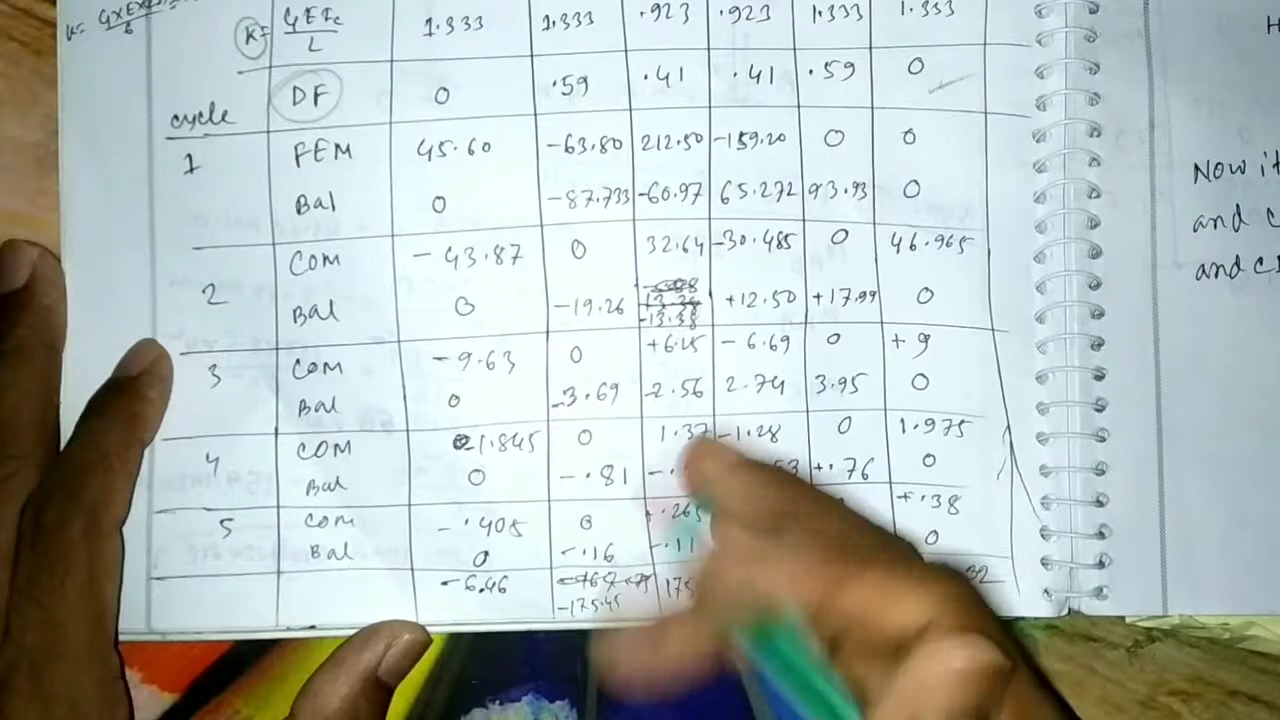 K= 4EIc/L 1.333 1.333 .923 .923 1.333 1.333
DF 0 .59 .41 .41 .59 0
cycle
1 FEM 45.60 -63.80 212.50 -159.20 0 0
Bal 0 -87.733 -60.97 65.272 93.93 0
COM -43.87 0 32.64 -30.485 0 46.965
2 Bal 0 -19.26 -13.38 +12.50 +17.99 0
3 COM -9.63 0 +6.25 -6.69 0 +9
Bal 0 -3.69 -2.56 2.74 3.95 0
4 COM -1.845 0 1.37 -1.28 0 1.975
Bal 0 -.81 +.76 0
5 COM -.405 0 +.265 +.38
Bal 0 -.16 -.11 0
-6.46 -175.45
Now it
and c
and cs